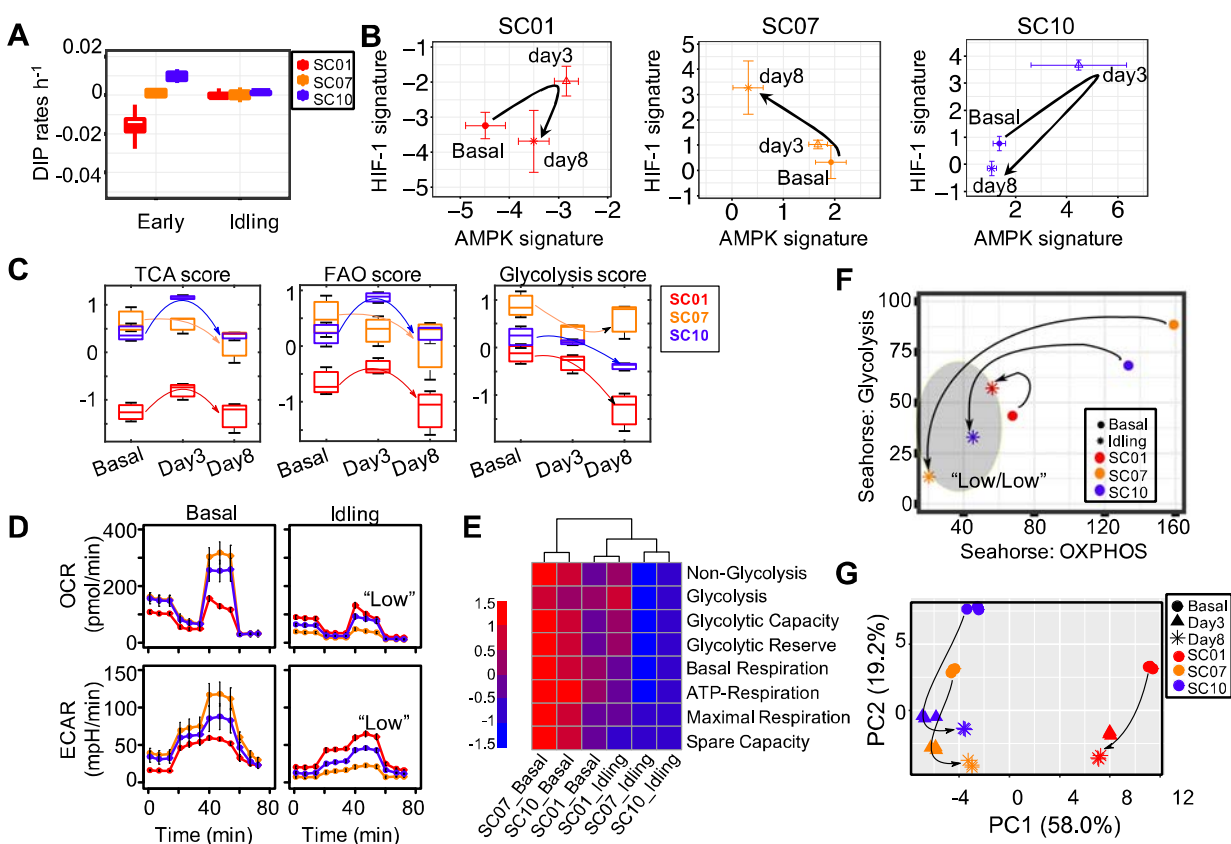 A
0.02
0
-0.02
-0.04
DIP rates h⁻¹
Early
Idling
SC01
SC07
SC10
B
SC01
−1
−2
−3
−4
−5
HIF-1 signature
day3
Basal
day8
−5 −4 −3 −2
AMPK signature
SC07
5
4
3
2
1
0
−1
HIF-1 signature
day8
day3
Basal
0 1 2
AMPK signature
SC10
4
3
2
1
0
−1
HIF-1 signature
day3
Basal
day8
2 4 6
AMPK signature
C
TCA score
1
0
-1
Basal Day3 Day8
FAO score
1
0
-1
Basal Day3 Day8
Glycolysis score
1
0
-1
Basal Day3 Day8
SC01
SC07
SC10
D
Basal
Idling
400
200
0
OCR
(pmol/min)
"Low"
150
100
50
0
ECAR
(mpH/min)
"Low"
0 40 80
0 40 80
Time (min)
Time (min)
E
1.5
1
0.5
0
-0.5
-1
-1.5
Non-Glycolysis
Glycolysis
Glycolytic Capacity
Glycolytic Reserve
Basal Respiration
ATP-Respiration
Maximal Respiration
Spare Capacity
SC07_Basal
SC10_Basal
SC01_Basal
SC01_Idling
SC07_Idling
SC10_Idling
F
100
75
50
25
0
Seahorse: Glycolysis
"Low/Low"
Basal
Idling
SC01
SC07
SC10
40 80 120 160
Seahorse: OXPHOS
G
5
0
PC2 (19.2%)
-4 0 4 8 12
PC1 (58.0%)
Basal
Day3
Day8
SC01
SC07
SC10